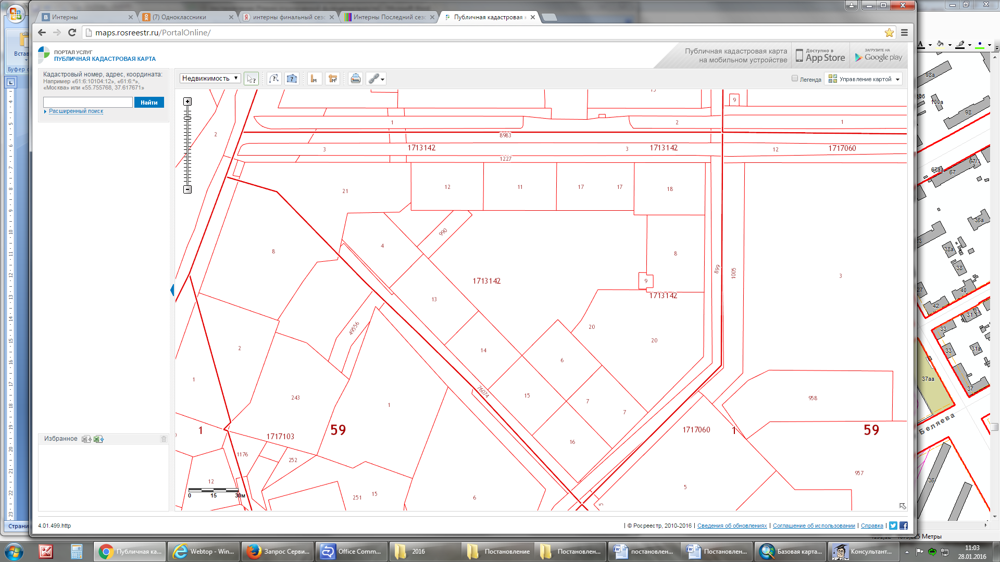 Интерны
(7) Одноклассники
интерны финальный сез
Интерны Последний сез
Публичная кадастровая
maps.rosreestr.ru/PortalOnline/
ПОРТАЛ УСЛУГ
ПУБЛИЧНАЯ КАДАСТРОВАЯ КАРТА
Публичная кадастровая карта
на мобильном устройстве
Доступно в
App Store
ЗАГРУЗИТЕ НА
Google play
Кадастровый номер, адрес, координата:
Например «61:6:10104:12», «61:6:*»,
«Москва» или «55.755768, 37.617671»
Найти
Расширенный поиск
Недвижимость
Легенда
Управление картой
Встав
Буфер о
9
2
1
2
1
8983
3
1713142
3
1713142
12
1717060
1227
21
12
11
17
17
18
8
4
990
8
899
1005
3
1713142
9
1713142
13
49556
20
20
2
14
6
1
76074
15
7
7
243
1
958
16
1
59
1717103
1717060
1
59
1176
252
12
957
251
15
6
5
5
0 15 30м
98а
100а
98
67/1
67аа
67
36а
38а
38
27
40
42
31
33
33
31а
37аа
37
Беляева
36
Избранное
4.01.499.http
© Росреестр, 2010-2016
Сведения об обновлениях
Соглашение об использовании
Справка
Страни
Метры
Публичная ка...
Webtop - Win...
Запрос Серви...
Office Comm...
2016
Постановление
Постановлен...
постановлен...
Постановлен...
Базовая карта...
Консультант...
11:03
28.01.2016